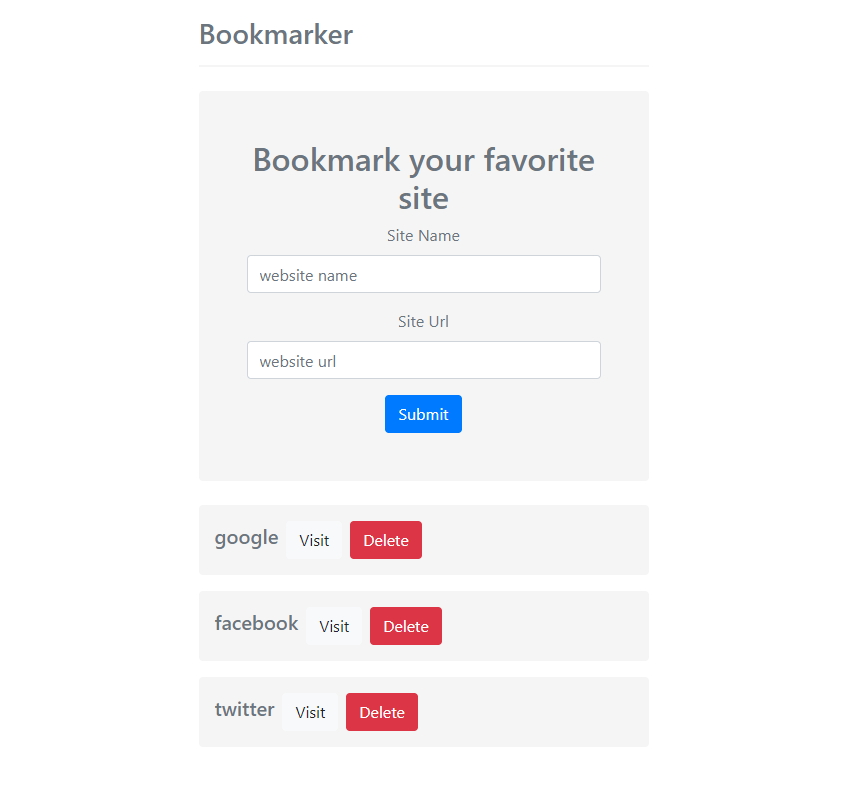 Bookmarker
Bookmark your favorite
site
Site Name
website name
Site Url
website url
Submit
google Visit Delete
facebook Visit Delete
twitter Visit Delete